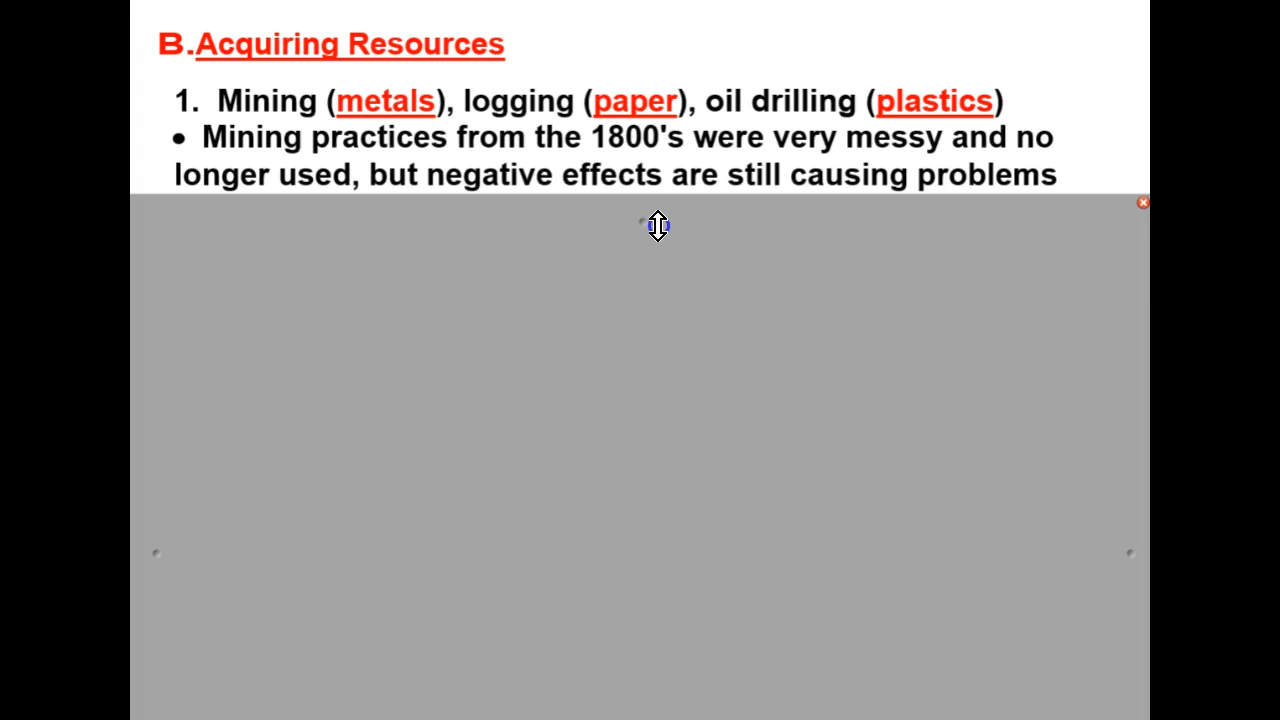 B.Acquiring Resources
1. Mining (metals), logging (paper), oil drilling (plastics)
• Mining practices from the 1800's were very messy and no
longer used, but negative effects are still causing problems